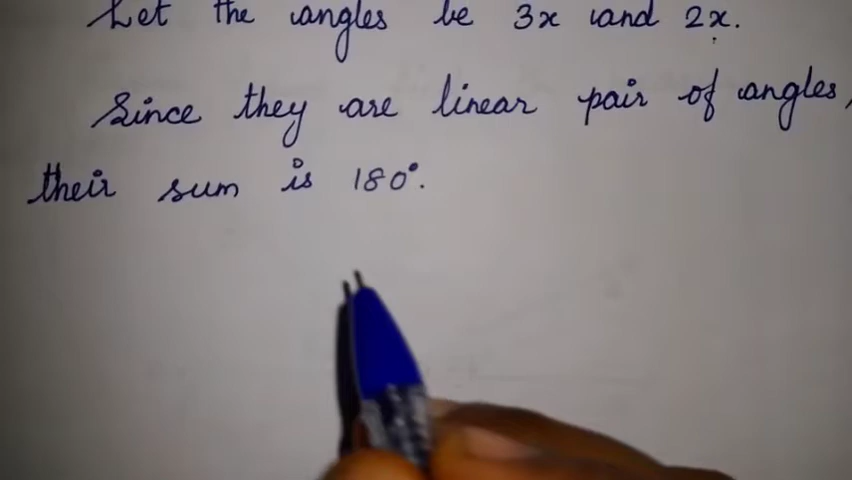 Let the angles be 3x and 2x.
Since they are linear pair of angles,
their sum is 180°.